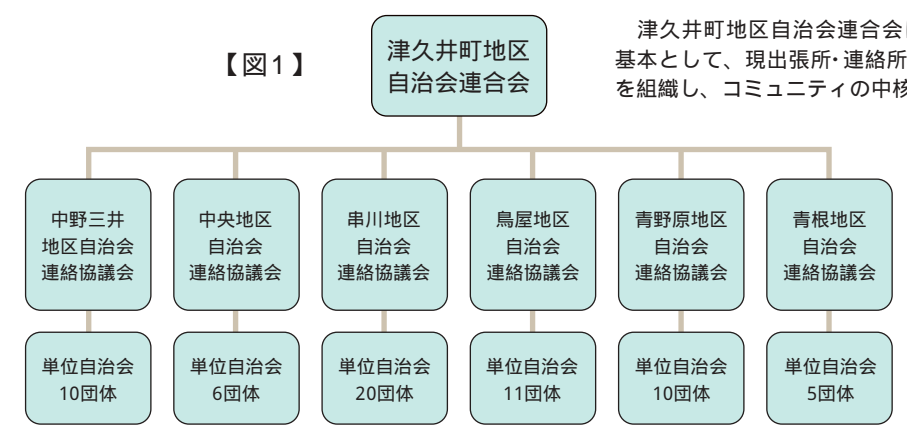 【図1】
津久井町地区
自治会連合会
津久井町地区自治会連合会
基本として、現出張所・連絡所
を組織し、コミュニティの中核
中野三井
地区自治会
連絡協議会
中央地区
自治会
連絡協議会
串川地区
自治会
連絡協議会
鳥屋地区
自治会
連絡協議会
青野原地区
自治会
連絡協議会
青根地区
自治会
連絡協議会
単位自治会
10団体
単位自治会
6団体
単位自治会
20団体
単位自治会
11団体
単位自治会
10団体
単位自治会
5団体